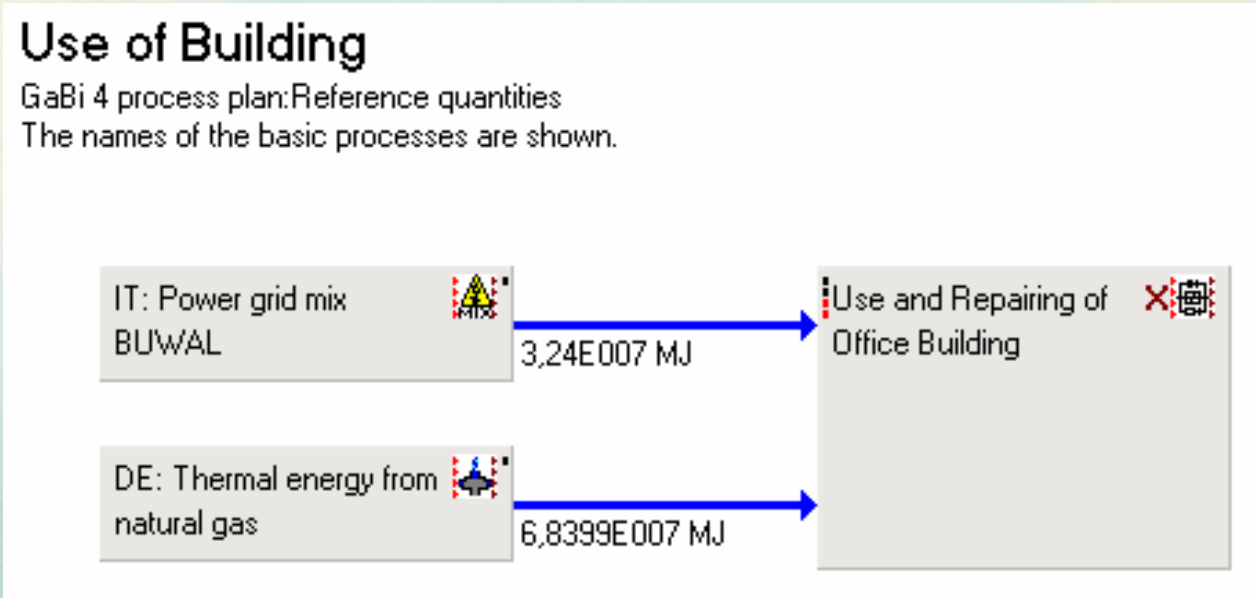 Use of Building
GaBi 4 process plan:Reference quantities
The names of the basic processes are shown.
IT: Power grid mix
BUWAL
MIX
3,24E007 MJ
Use and Repairing of
Office Building
DE: Thermal energy from
natural gas
6,8399E007 MJ